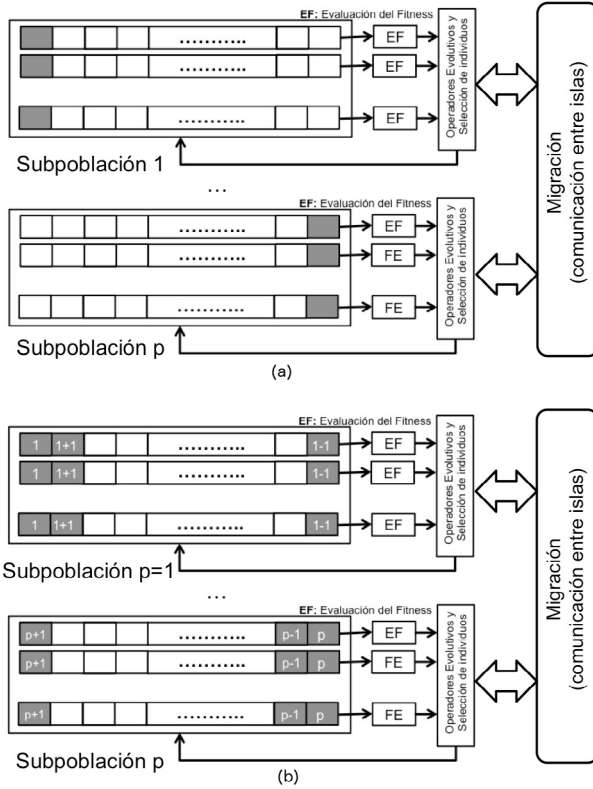 EF: Evaluación del Fitness
...........
EF
EF
...........
EF
Operadores Evolutivos y
Selección de individuos
Subpoblación 1
...
EF: Evaluación del Fitness
...........
EF
FE
...........
FE
Operadores Evolutivos y
Selección de individuos
Subpoblación p
Migración
(comunicación entre islas)
(a)
EF: Evaluación del Fitness
1 1+1 ........... 1-1 EF
1 1+1 1-1 EF
1 1+1 ........... 1-1 EF
Operadores Evolutivos y
Selección de individuos
Subpoblación p=1
...
EF: Evaluación del Fitness
p+1 ........... p-1 p EF
p+1 p-1 p FE
p+1 ........... p-1 p FE
Operadores Evolutivos y
Selección de individuos
Subpoblación p
Migración
(comunicación entre islas)
(b)